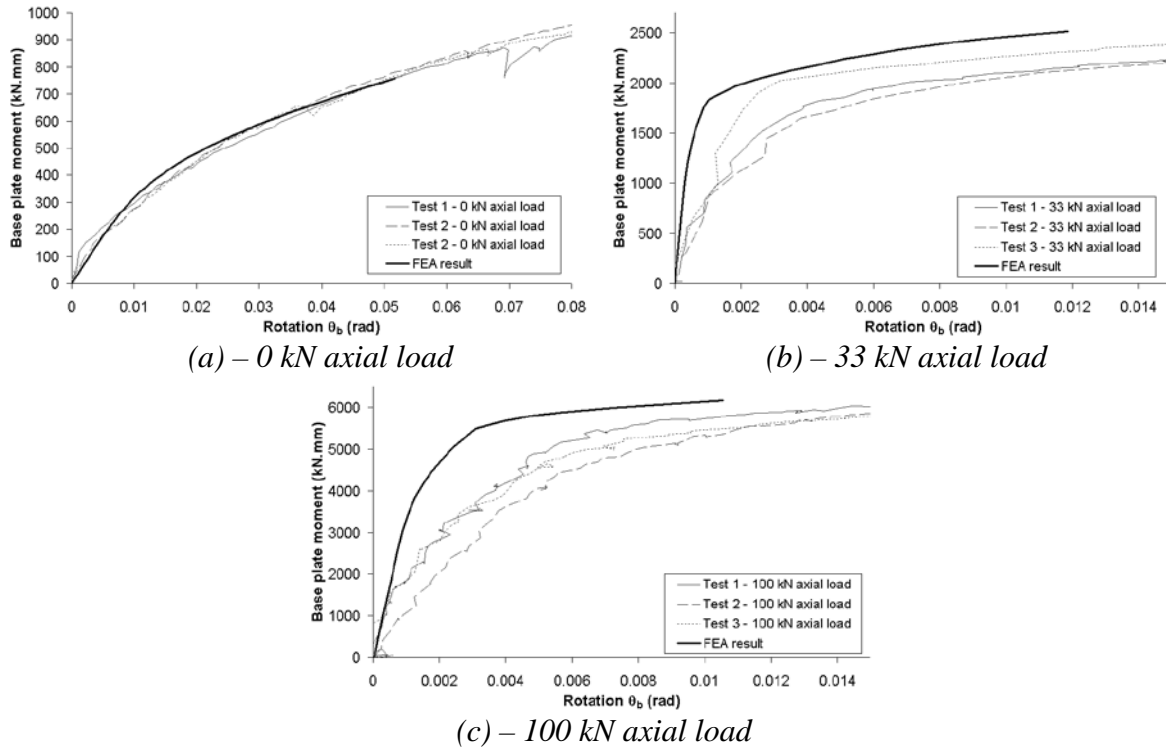 Base plate moment (kN.mm)
1000
900
800
700
600
500
400
300
200
100
0
0 0.01 0.02 0.03 0.04 0.05 0.06 0.07 0.08
Rotation θb (rad)
Test 1 - 0 kN axial load
Test 2 - 0 kN axial load
Test 2 - 0 kN axial load
FEA result
(a) – 0 kN axial load
Base plate moment (kN.mm)
2500
2000
1500
1000
500
0
0 0.002 0.004 0.006 0.008 0.01 0.012 0.014
Rotation θb (rad)
Test 1 - 33 kN axial load
Test 2 - 33 kN axial load
Test 3 - 33 kN axial load
FEA result
(b) – 33 kN axial load
Base plate moment (kN.mm)
6000
5000
4000
3000
2000
1000
0
0 0.002 0.004 0.006 0.008 0.01 0.012 0.014
Rotation θb (rad)
Test 1 - 100 kN axial load
Test 2 - 100 kN axial load
Test 3 - 100 kN axial load
FEA result
(c) – 100 kN axial load